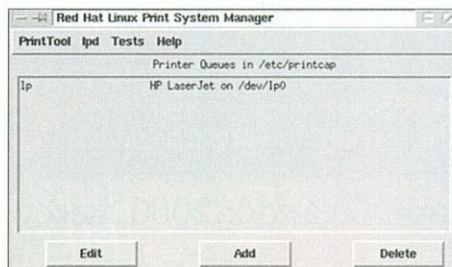 Red Hat Linux Print System Manager
PrintTool lpd Tests Help
Printer Queues in /etc/printcap
lp HP LaserJet on /dev/lp0
Edit Add Delete